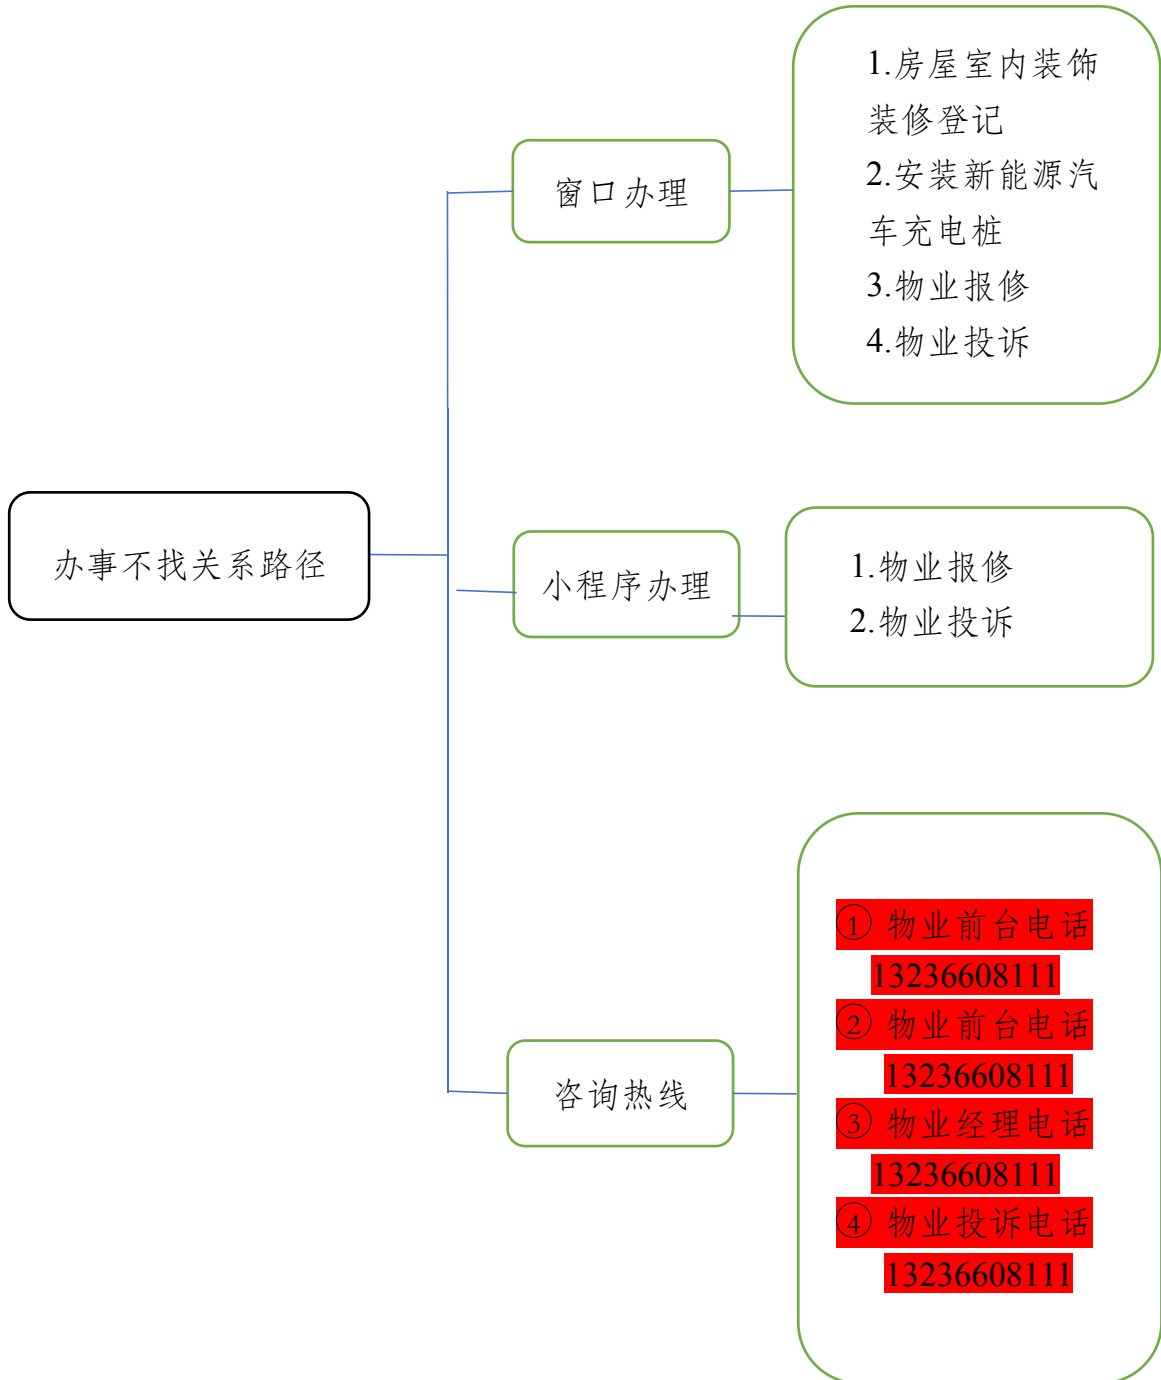 1.房屋室内装饰
装修登记
2.安装新能源汽
车充电桩
3.物业报修
4.物业投诉
窗口办理
办事不找关系路径
小程序办理
1.物业报修
2.物业投诉
咨询热线
① 物业前台电话
13236608111
② 物业前台电话
13236608111
③ 物业经理电话
13236608111
④ 物业投诉电话
13236608111